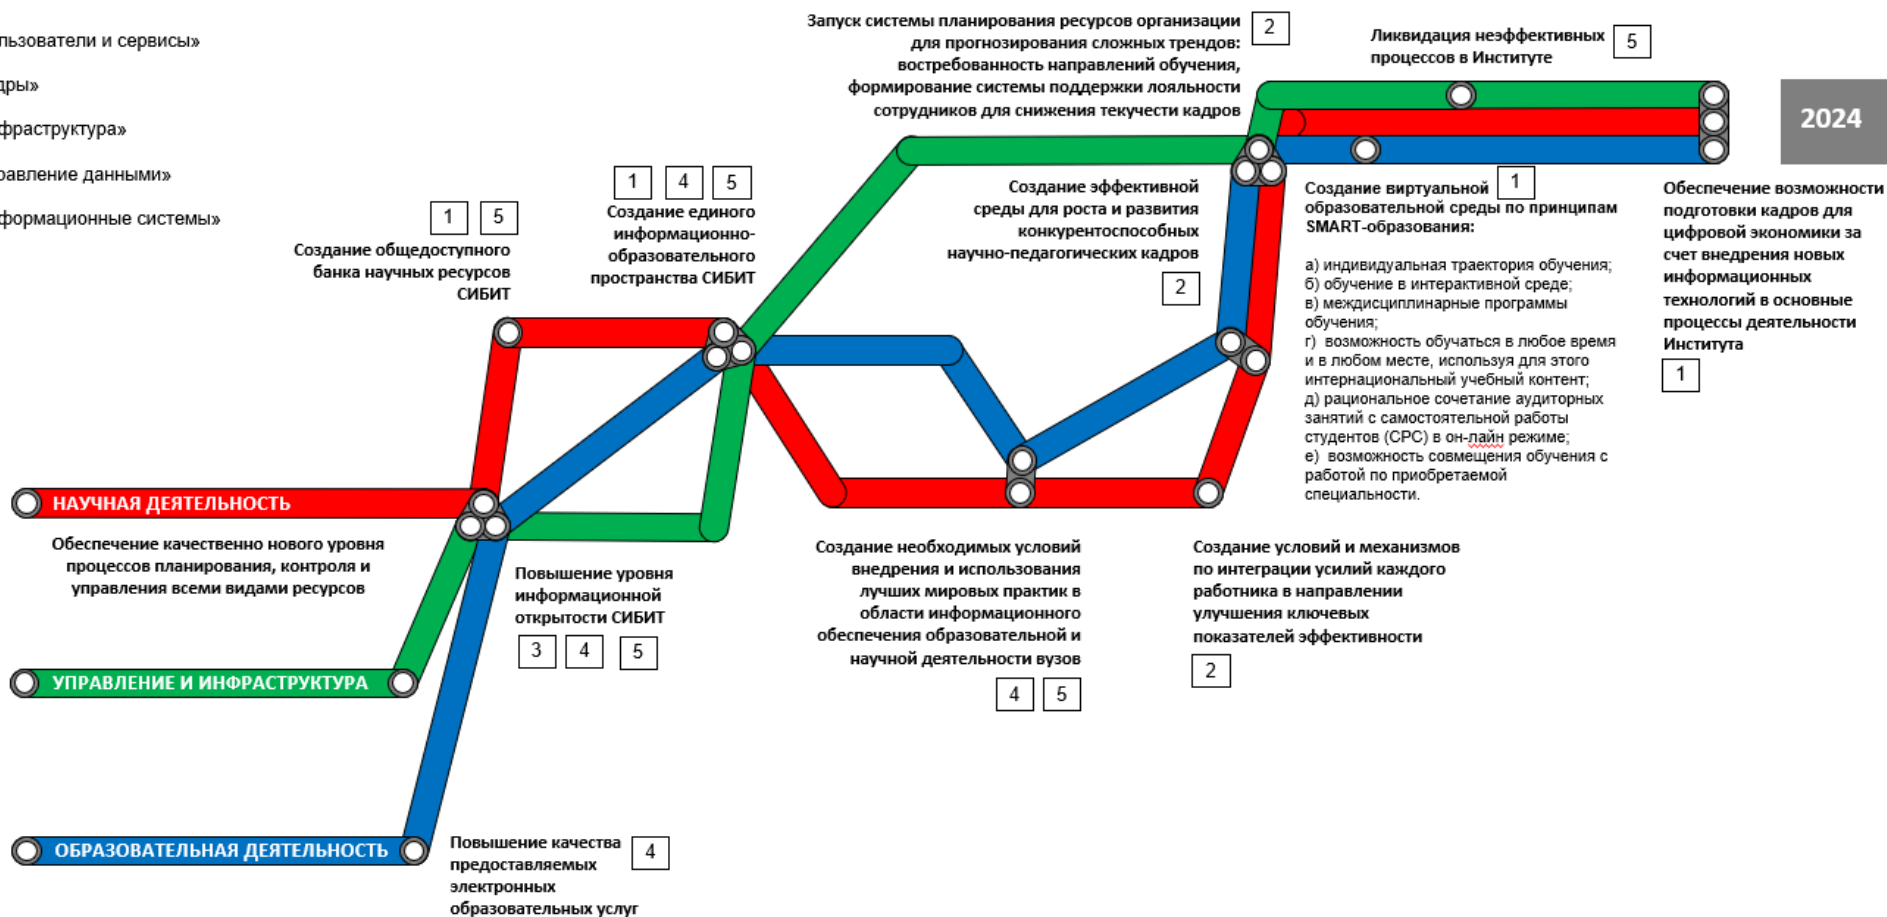 льзователи и сервисы»
дры»
фраструктура»
равление данными»
формационные системы»
Запуск системы планирования ресурсов организации
для прогнозирования сложных трендов:
востребованность направлений обучения,
формирование системы поддержки лояльности
сотрудников для снижения текучести кадров
2
Ликвидация неэффективных
процессов в Институте
5
2024
1 4 5
Создание единого
информационно-
образовательного
пространства СИБИТ
1 5
Создание общедоступного
банка научных ресурсов
СИБИТ
Создание эффективной
среды для роста и развития
конкурентоспособных
научно-педагогических кадров
2
Создание виртуальной 1
образовательной среды по принципам
SMART-образования:
а) индивидуальная траектория обучения;
б) обучение в интерактивной среде;
в) междисциплинарные программы
обучения;
г) возможность обучаться в любое время
и в любом месте, используя для этого
интернациональный учебный контент;
д) рациональное сочетание аудиторных
занятий с самостоятельной работы
студентов (СРС) в он-лайн режиме;
е) возможность совмещения обучения с
работой по приобретаемой
специальности.
Обеспечение возможности
подготовки кадров для
цифровой экономики за
счет внедрения новых
информационных
технологий в основные
процессы деятельности
Института
1
НАУЧНАЯ ДЕЯТЕЛЬНОСТЬ
Обеспечение качественно нового уровня
процессов планирования, контроля и
управления всеми видами ресурсов
Повышение уровня
информационной
открытости СИБИТ
3 4 5
Создание необходимых условий
внедрения и использования
лучших мировых практик в
области информационного
обеспечения образовательной и
научной деятельности вузов
4 5
Создание условий и механизмов
по интеграции усилий каждого
работника в направлении
улучшения ключевых
показателей эффективности
2
УПРАВЛЕНИЕ И ИНФРАСТРУКТУРА
ОБРАЗОВАТЕЛЬНАЯ ДЕЯТЕЛЬНОСТЬ
Повышение качества
предоставляемых
электронных
образовательных услуг
4